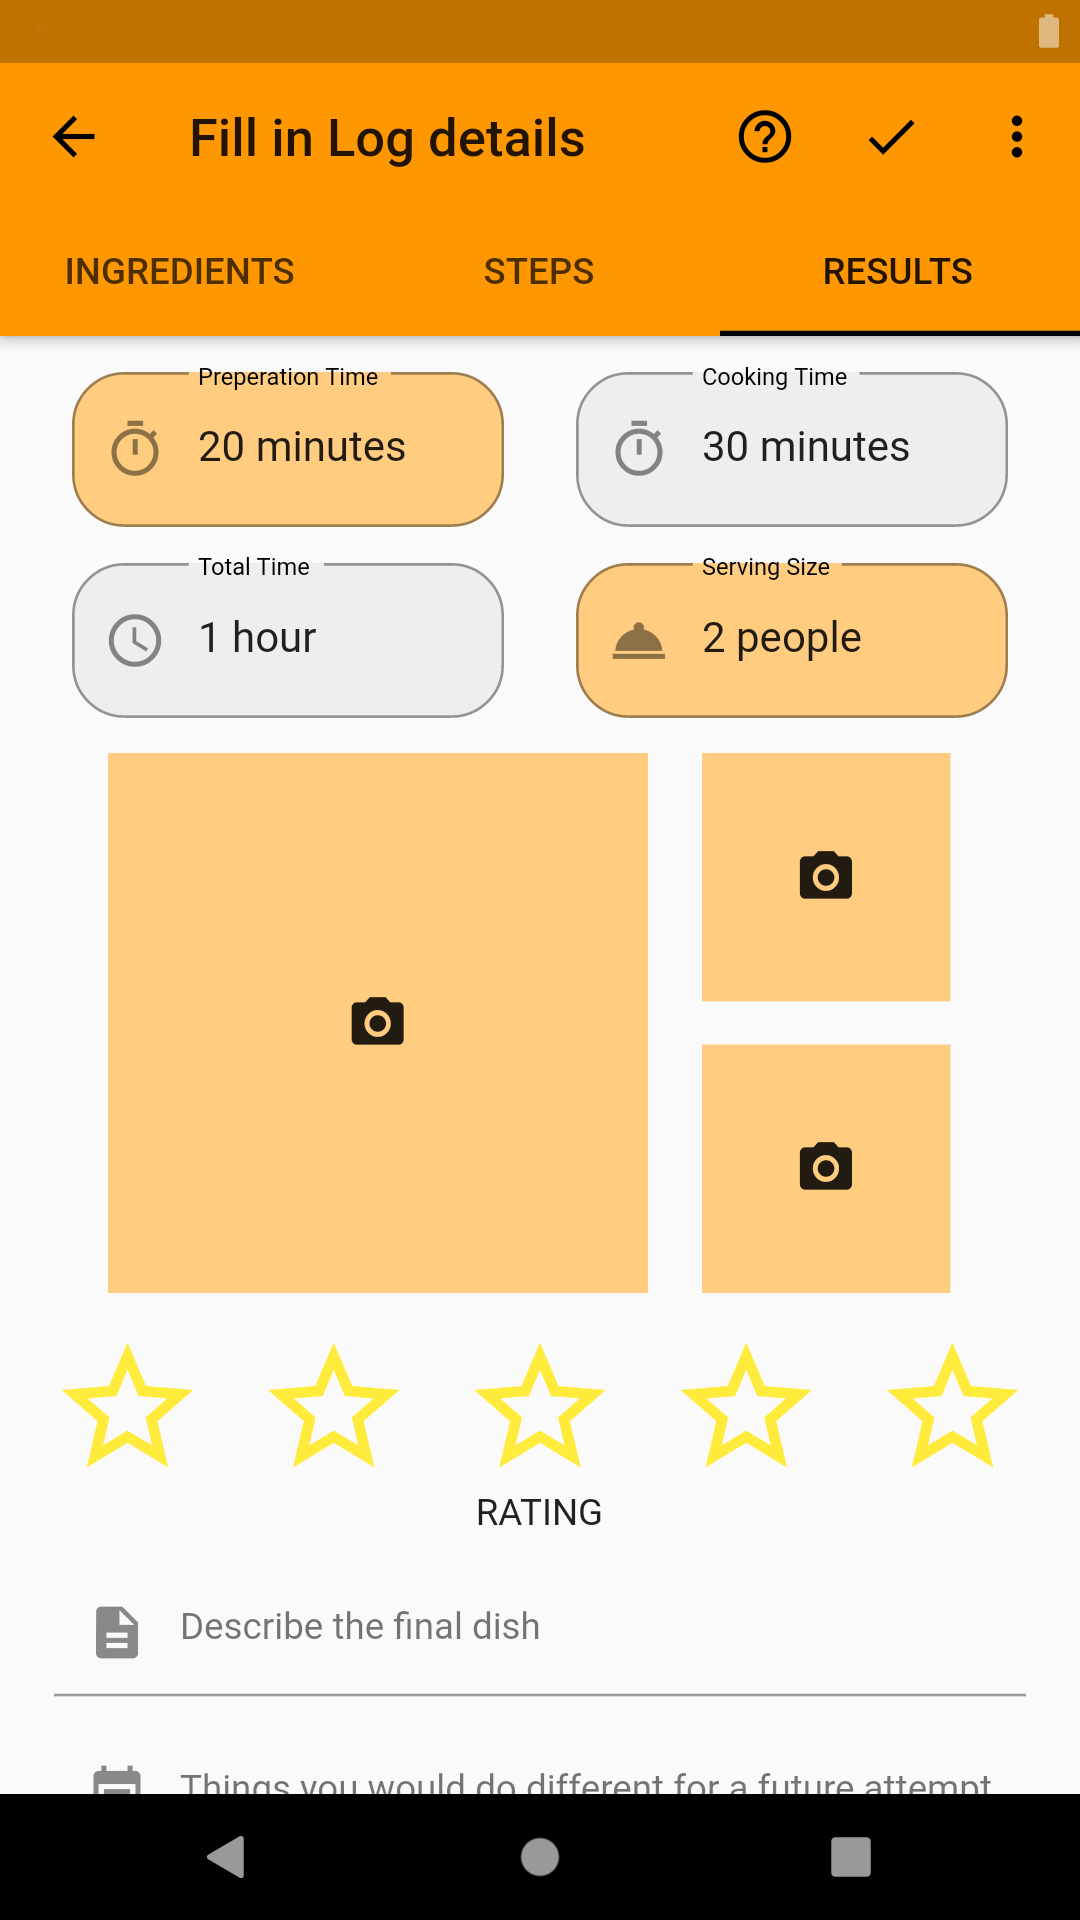 Fill in Log details
INGREDIENTS STEPS RESULTS
Preperation Time Cooking Time
20 minutes 30 minutes
Total Time Serving Size
1 hour 2 people
RATING
Describe the final dish
Things you would do different for a future attempt